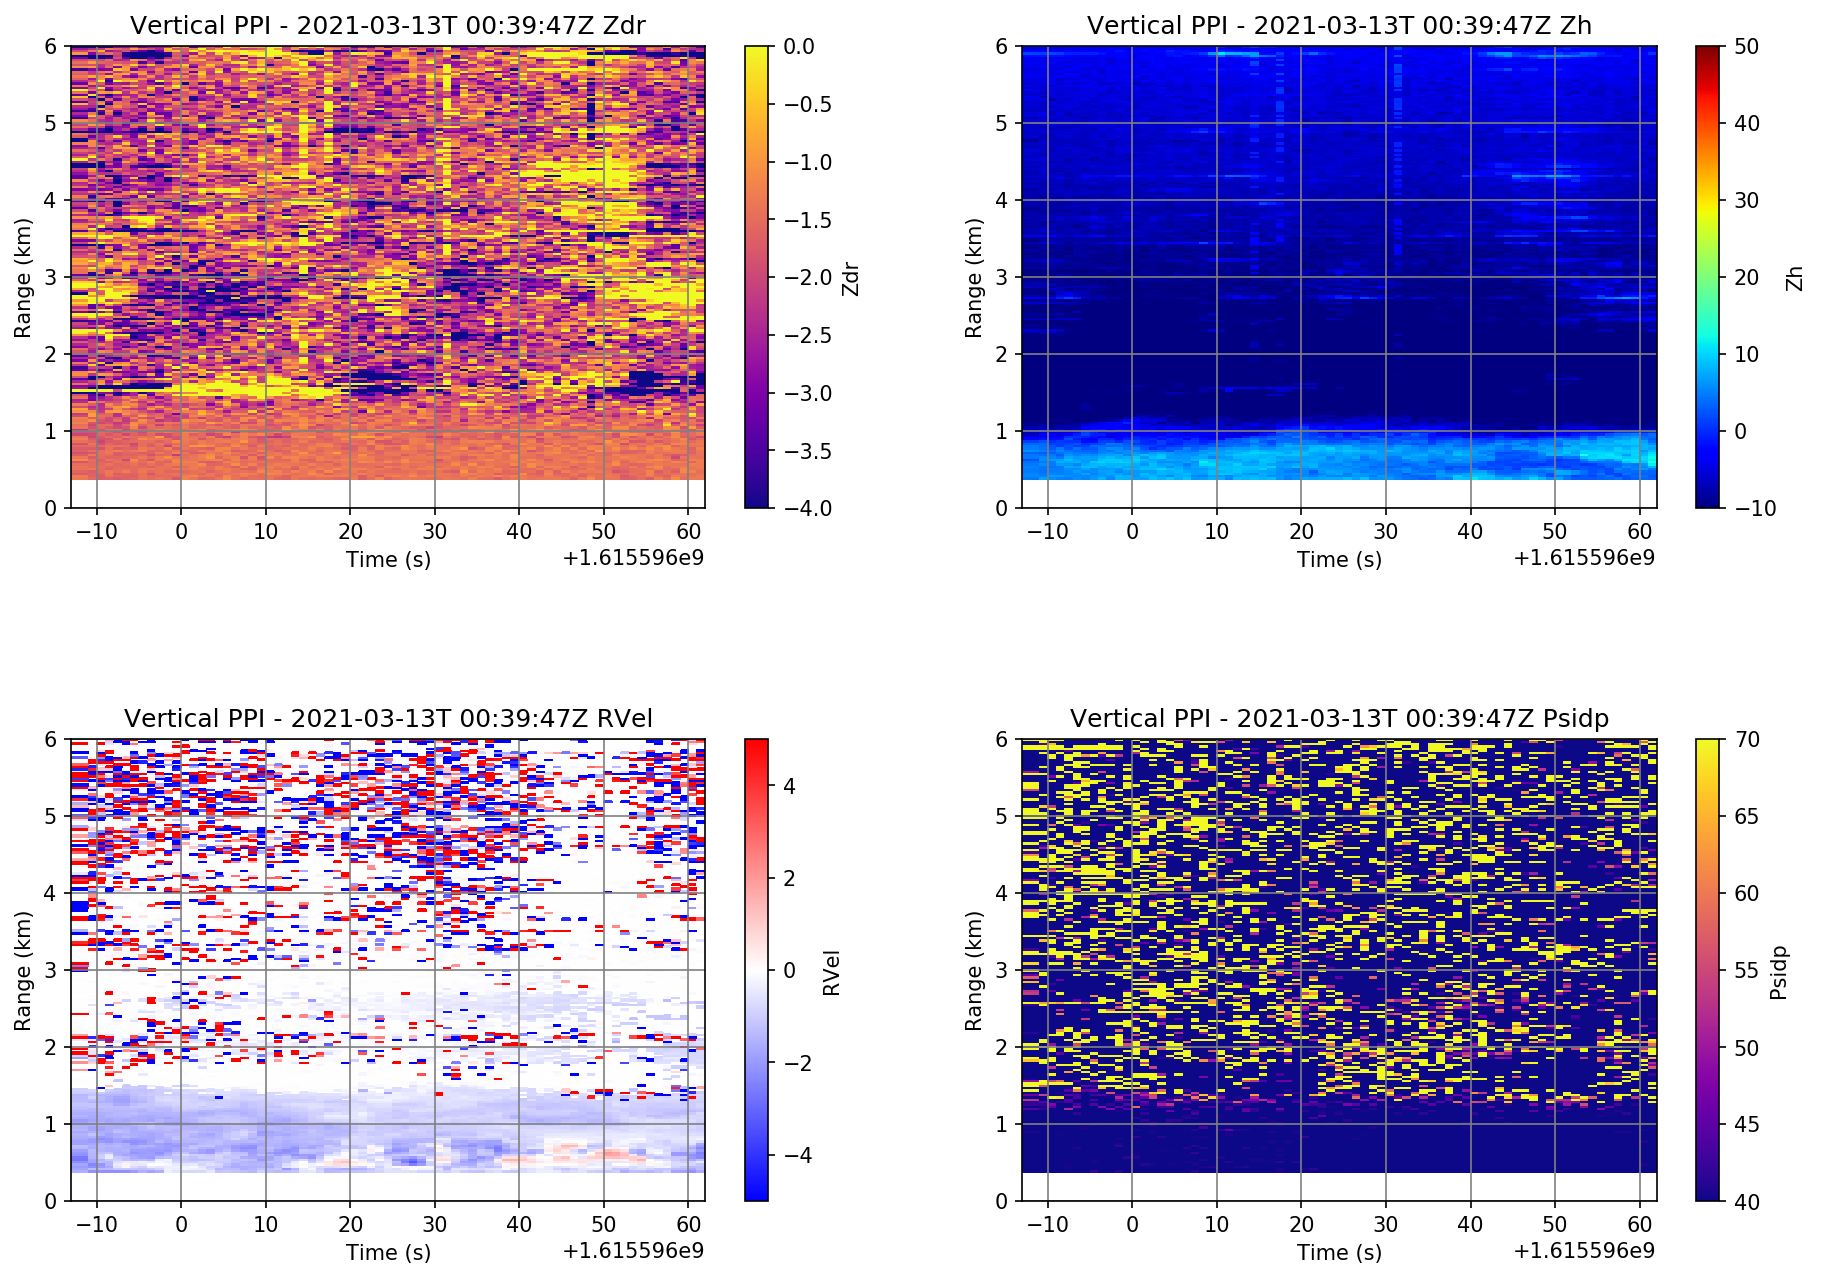 Vertical PPI - 2021-03-13T 00:39:47Z Zdr
6
5
4
3
2
1
0
Range (km)
−10 0 10 20 30 40 50 60
Time (s)
+1.615596e9
0.0
−0.5
−1.0
−1.5
−2.0
−2.5
−3.0
−3.5
−4.0
Zdr
Vertical PPI - 2021-03-13T 00:39:47Z Zh
6
5
4
3
2
1
0
Range (km)
−10 0 10 20 30 40 50 60
Time (s)
+1.615596e9
50
40
30
20
10
0
−10
Zh
Vertical PPI - 2021-03-13T 00:39:47Z RVel
6
5
4
3
2
1
0
Range (km)
−10 0 10 20 30 40 50 60
Time (s)
+1.615596e9
4
2
0
−2
−4
RVel
Vertical PPI - 2021-03-13T 00:39:47Z Psidp
6
5
4
3
2
1
0
Range (km)
−10 0 10 20 30 40 50 60
Time (s)
+1.615596e9
70
65
60
55
50
45
40
Psidp